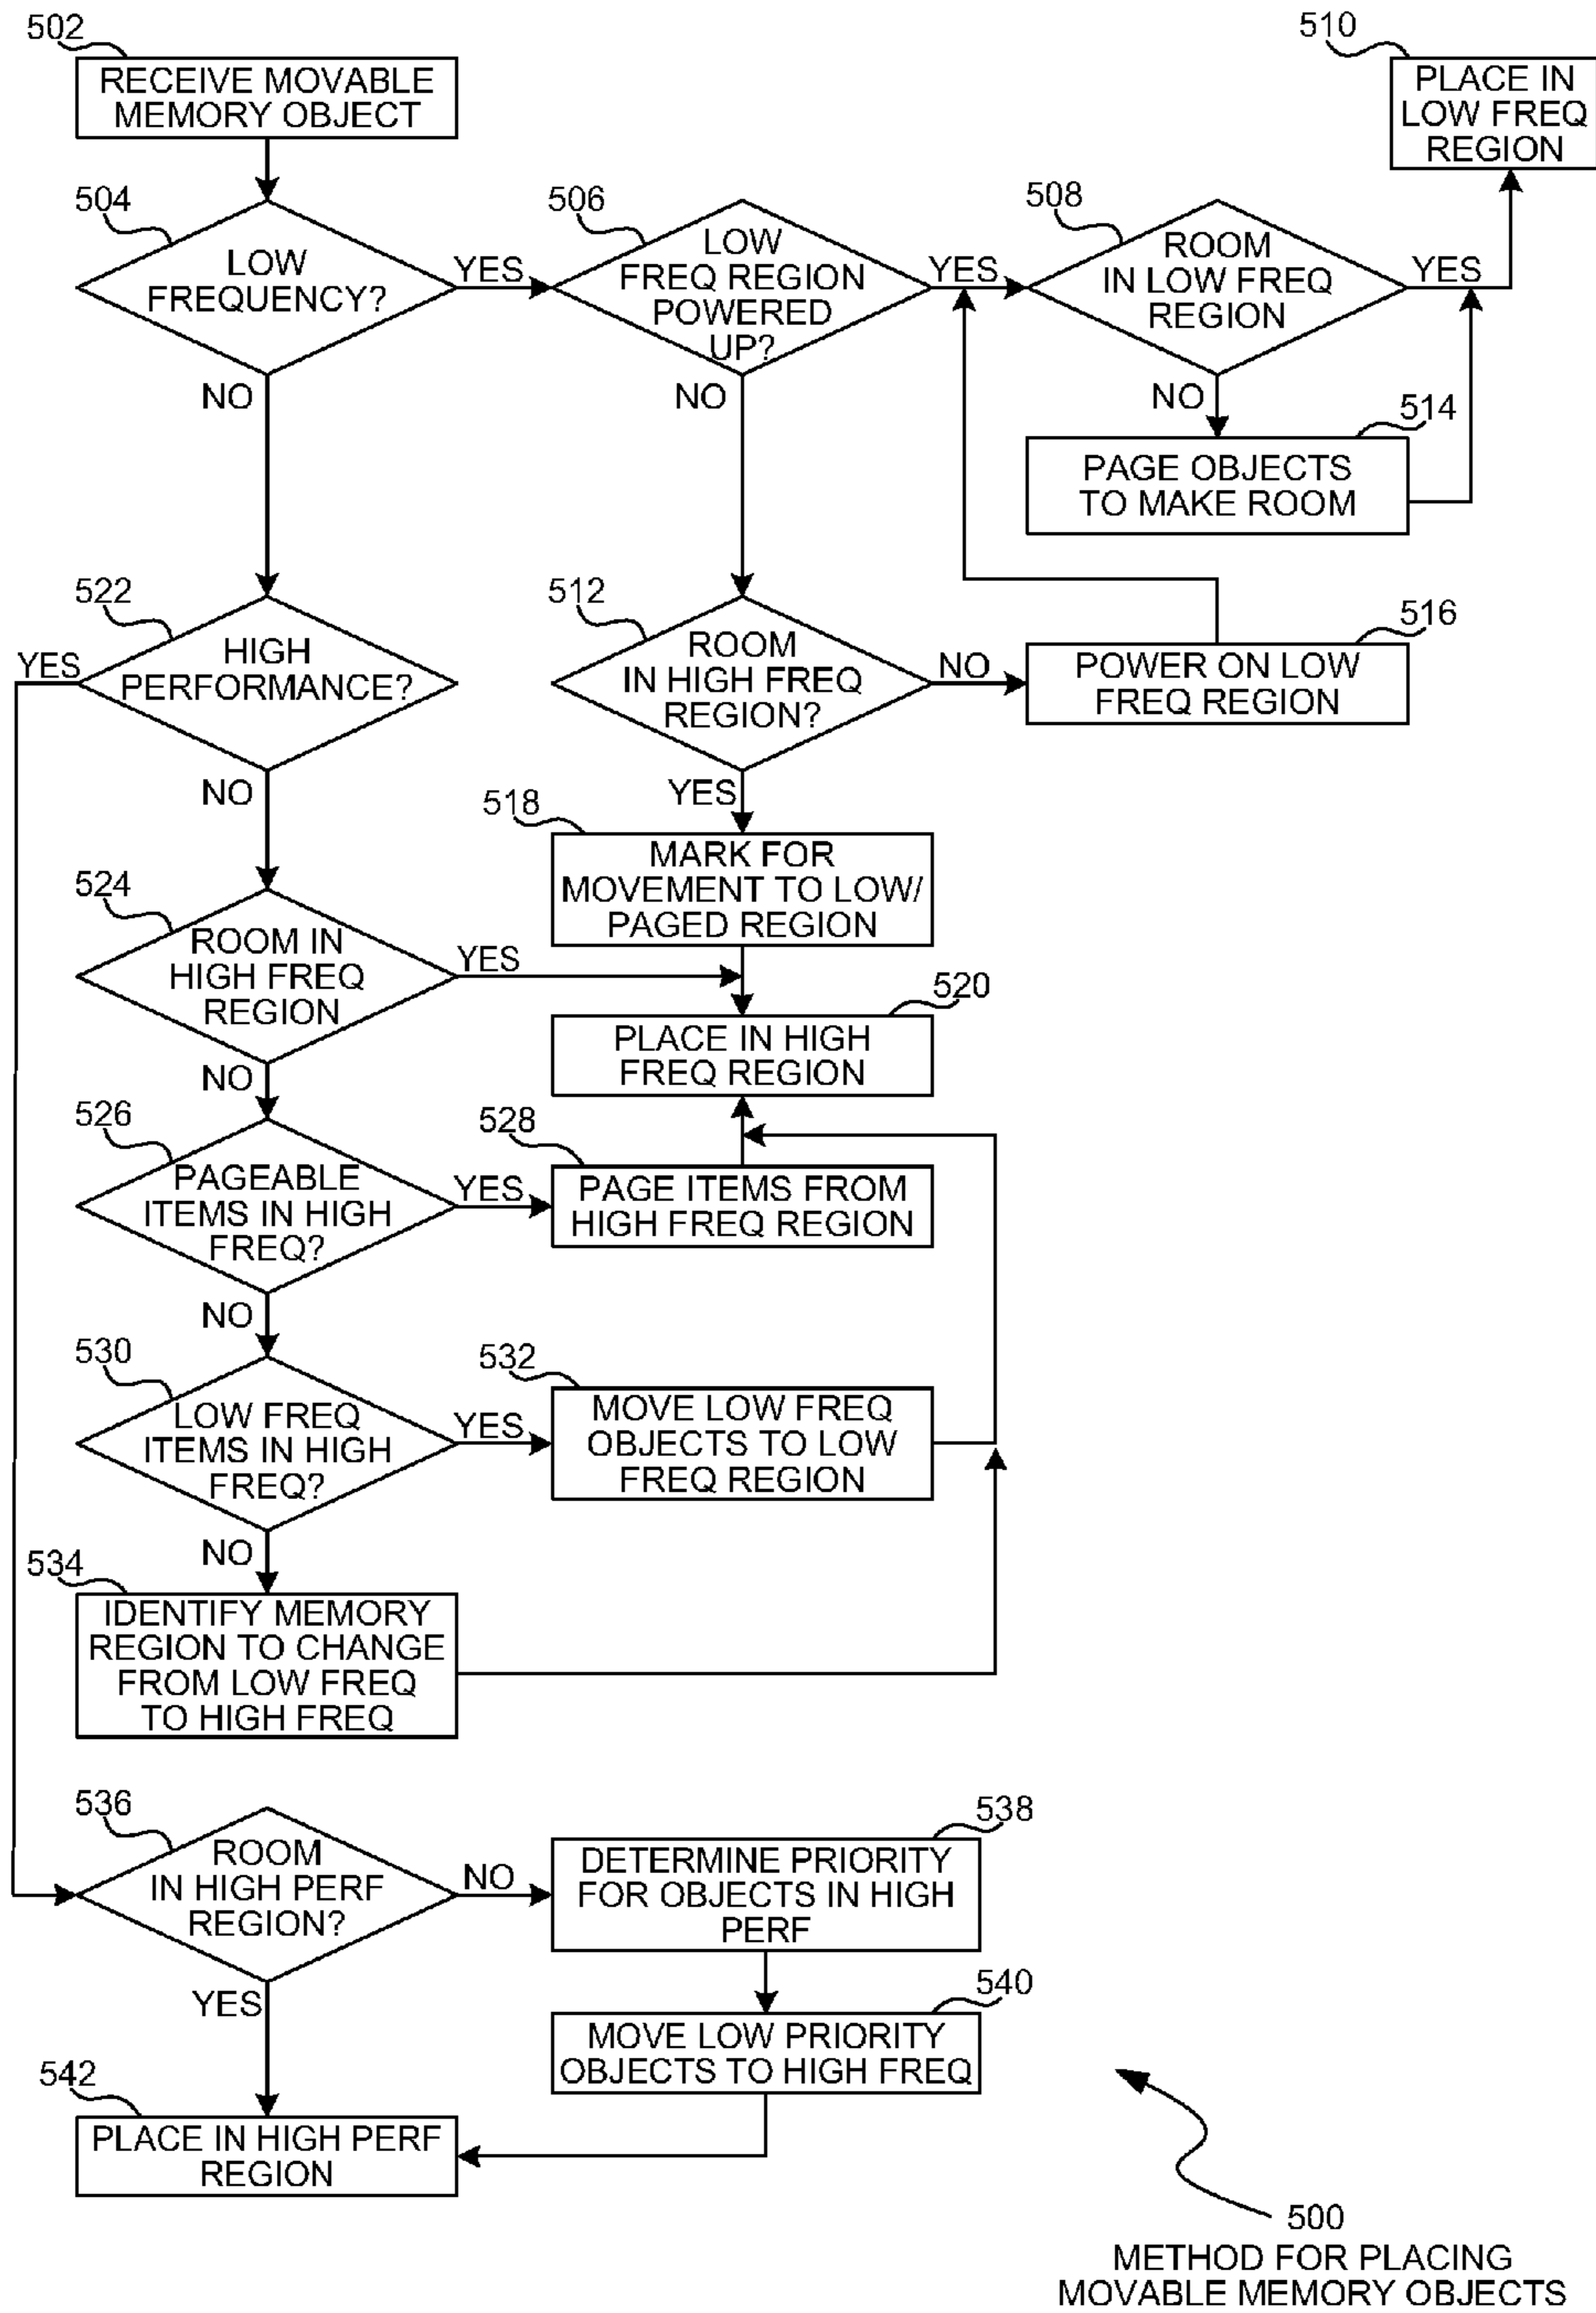 502
RECEIVE MOVABLE
MEMORY OBJECT
510
PLACE IN
LOW FREQ
REGION
504
LOW
FREQUENCY?
YES
NO
506
LOW
FREQ REGION
POWERED
UP?
YES
NO
508
ROOM
IN LOW FREQ
REGION
YES
NO
514
PAGE OBJECTS
TO MAKE ROOM
522
HIGH
PERFORMANCE?
YES
NO
512
ROOM
IN HIGH FREQ
REGION?
NO
YES
516
POWER ON LOW
FREQ REGION
518
MARK FOR
MOVEMENT TO LOW/
PAGED REGION
524
ROOM IN
HIGH FREQ
REGION
YES
NO
520
PLACE IN HIGH
FREQ REGION
526
PAGEABLE
ITEMS IN HIGH
FREQ?
YES
NO
528
PAGE ITEMS FROM
HIGH FREQ REGION
530
LOW FREQ
ITEMS IN HIGH
FREQ?
YES
NO
532
MOVE LOW FREQ
OBJECTS TO LOW
FREQ REGION
534
IDENTIFY MEMORY
REGION TO CHANGE
FROM LOW FREQ
TO HIGH FREQ
536
ROOM
IN HIGH PERF
REGION?
NO
YES
538
DETERMINE PRIORITY
FOR OBJECTS IN HIGH
PERF
540
MOVE LOW PRIORITY
OBJECTS TO HIGH FREQ
542
PLACE IN HIGH PERF
REGION
500
METHOD FOR PLACING
MOVABLE MEMORY OBJECTS